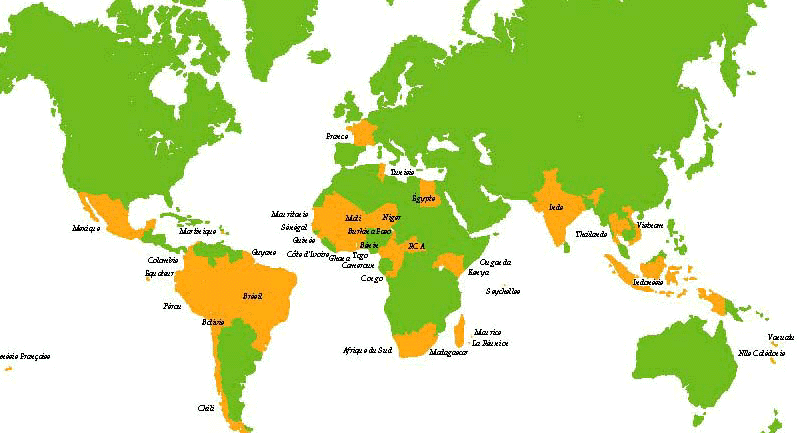 France
Tunisie
Égypte
Inde
Mauritanie
Mali
Niger
Mexique
Martinique
Sénégal
Burkina Faso
Vietnam
Thaïlande
Guinée
Bénin
RCA
Côte d'Ivoire
Ghana
Togo
Guyane
Colombie
Cameroun
Ouganda
Kenya
Equateur
Congo
Indonésie
Seychelles
Brésil
Pérou
Bolivie
Maurice
La Réunion
Vanuatu
Afrique du Sud
Madagascar
Nlle Calédonie
nésie Française
Chili